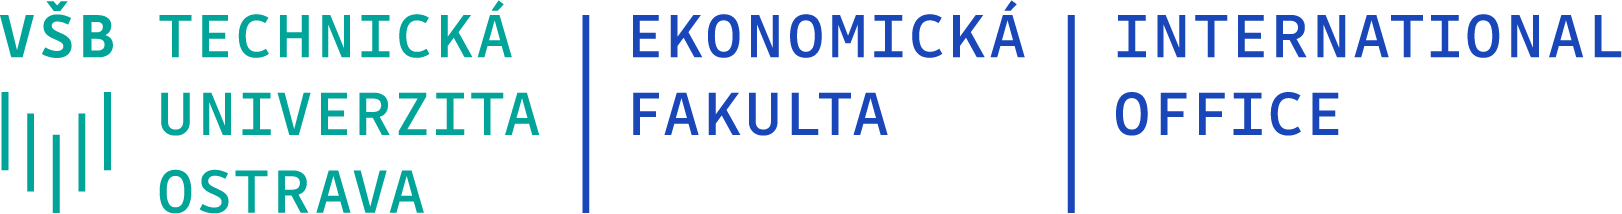 VŠB TECHNICKÁ
UNIVERZITA
OSTRAVA
EKONOMICKÁ
FAKULTA
INTERNATIONAL
OFFICE